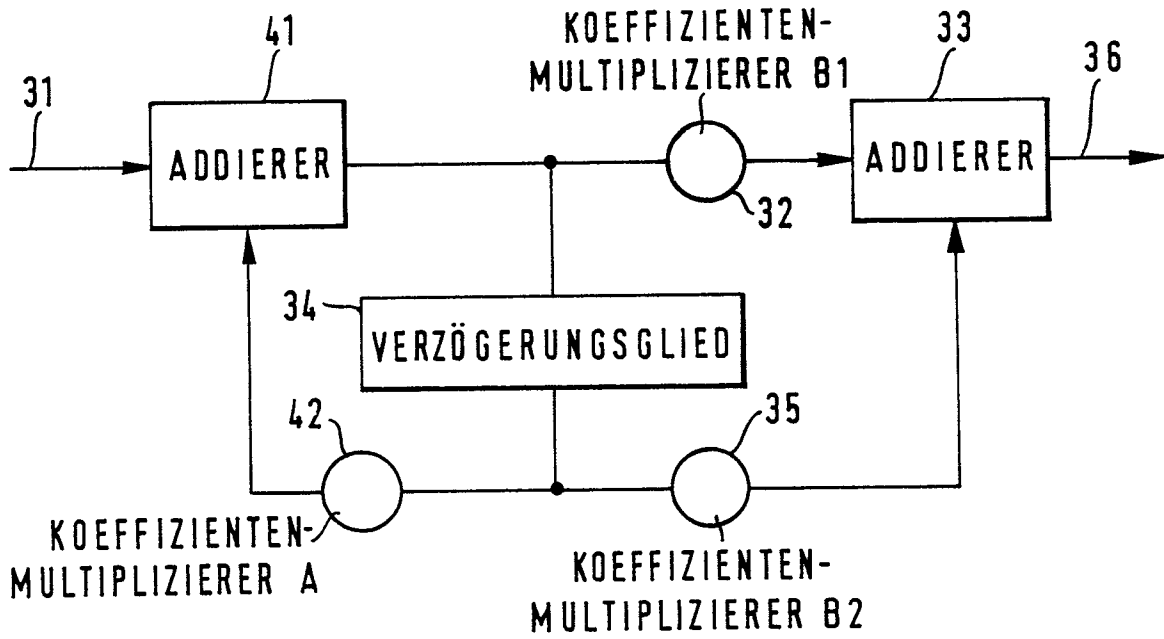 41
KOEFFIZIENTEN-
MULTIPLIZIERER B1
33
36
31
ADDIERER
ADDIERER
32
34
VERZÖGERUNGSGLIED
42
35
KOEFFIZIENTEN-
MULTIPLIZIERER A
KOEFFIZIENTEN-
MULTIPLIZIERER B2